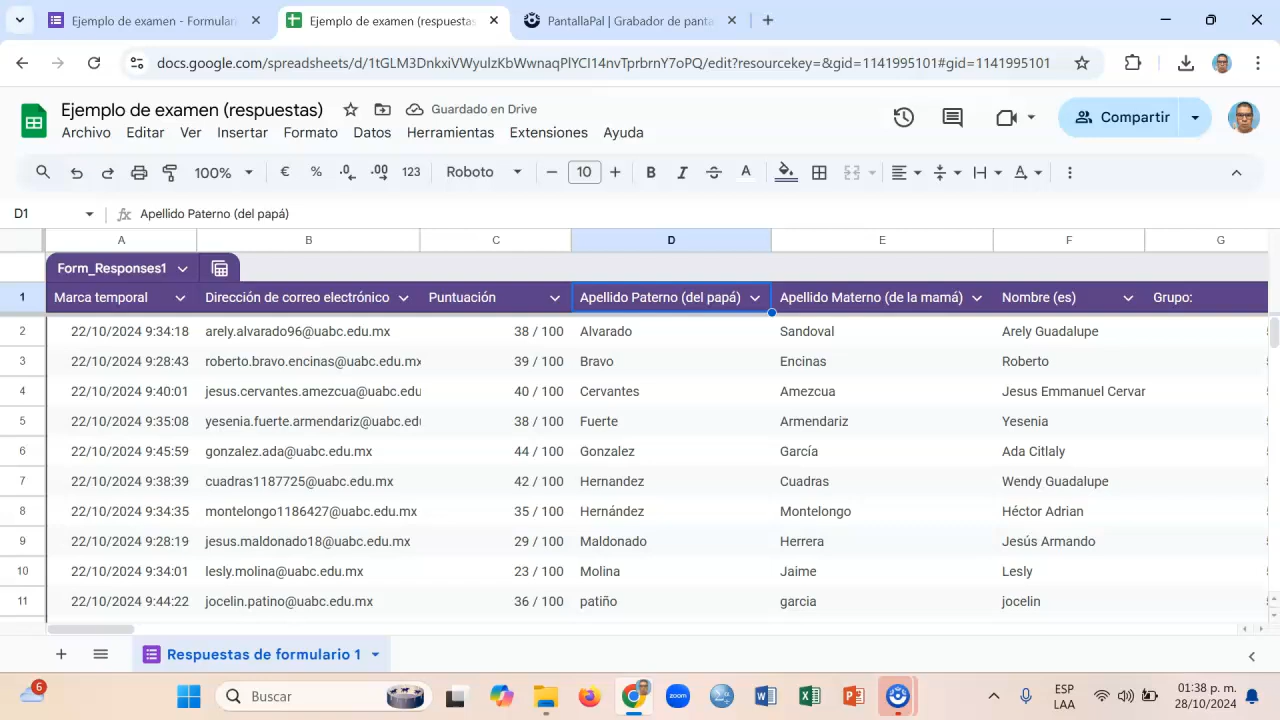 Ejemplo de examen - Formulari
Ejemplo de examen (respuestas
PantallaPal | Grabador de panta
docs.google.com/spreadsheets/d/1tGLM3DnkxiVWyulzKbWwnaqPlYCI14nvTprbrnY7oPQ/edit?resourcekey=&gid=1141995101#gid=1141995101
Ejemplo de examen (respuestas)
Guardado en Drive
Archivo Editar Ver Insertar Formato Datos Herramientas Extensiones Ayuda
Compartir
100% € % .0 .00 123 Roboto 10 B I A
D1 fx Apellido Paterno (del papá)
A B C D E F G
Form_Responses1
1 Marca temporal Dirección de correo electrónico Puntuación Apellido Paterno (del papá) Apellido Materno (de la mamá) Nombre (es) Grupo:
2 22/10/2024 9:34:18 arely.alvarado96@uabc.edu.mx 38 / 100 Alvarado Sandoval Arely Guadalupe
3 22/10/2024 9:28:43 roberto.bravo.encinas@uabc.edu.mx 39 / 100 Bravo Encinas Roberto
4 22/10/2024 9:40:01 jesus.cervantes.amezcua@uabc.edu 40 / 100 Cervantes Amezcua Jesus Emmanuel Cervar
5 22/10/2024 9:35:08 yesenia.fuerte.armendariz@uabc.edu 38 / 100 Fuerte Armendariz Yesenia
6 22/10/2024 9:45:59 gonzalez.ada@uabc.edu.mx 44 / 100 Gonzalez García Ada Citlaly
7 22/10/2024 9:38:39 cuadras1187725@uabc.edu.mx 42 / 100 Hernandez Cuadras Wendy Guadalupe
8 22/10/2024 9:34:35 montelongo1186427@uabc.edu.mx 35 / 100 Hernández Montelongo Héctor Adrian
9 22/10/2024 9:28:19 jesus.maldonado18@uabc.edu.mx 29 / 100 Maldonado Herrera Jesús Armando
10 22/10/2024 9:34:01 lesly.molina@uabc.edu.mx 23 / 100 Molina Jaime Lesly
11 22/10/2024 9:44:22 jocelin.patino@uabc.edu.mx 36 / 100 patiño garcia jocelin
Respuestas de formulario 1
6
Buscar
zoom
ESP
LAA
01:38 p. m.
28/10/2024